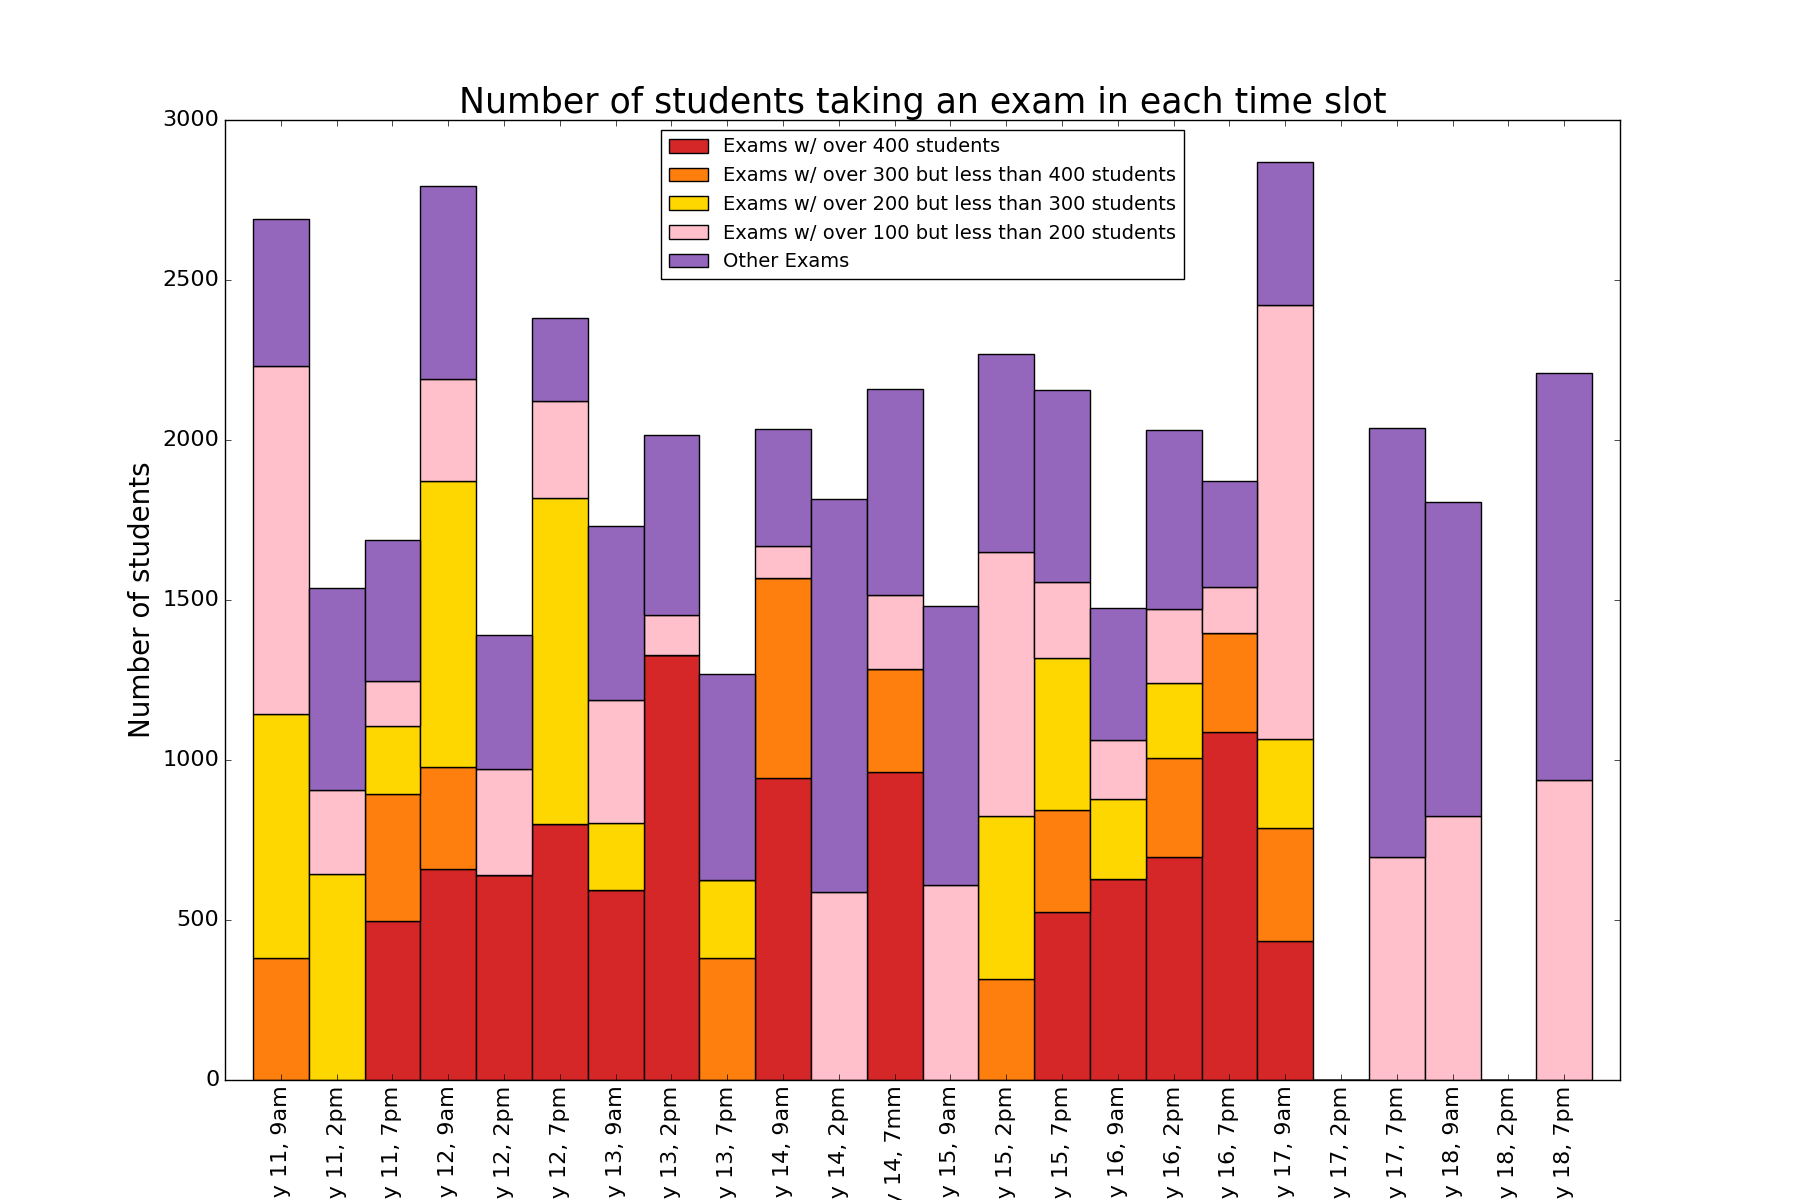 Number of students taking an exam in each time slot
Exams w/ over 400 students
Exams w/ over 300 but less than 400 students
Exams w/ over 200 but less than 300 students
Exams w/ over 100 but less than 200 students
Other Exams
Number of students
3000
2500
2000
1500
1000
500
0
y 11, 9am
y 11, 2pm
y 11, 7pm
y 12, 9am
y 12, 2pm
y 12, 7pm
y 13, 9am
y 13, 2pm
y 13, 7pm
y 14, 9am
y 14, 2pm
y 14, 7mm
y 15, 9am
y 15, 2pm
y 15, 7pm
y 16, 9am
y 16, 2pm
y 16, 7pm
y 17, 9am
y 17, 2pm
y 17, 7pm
y 18, 9am
y 18, 2pm
y 18, 7pm